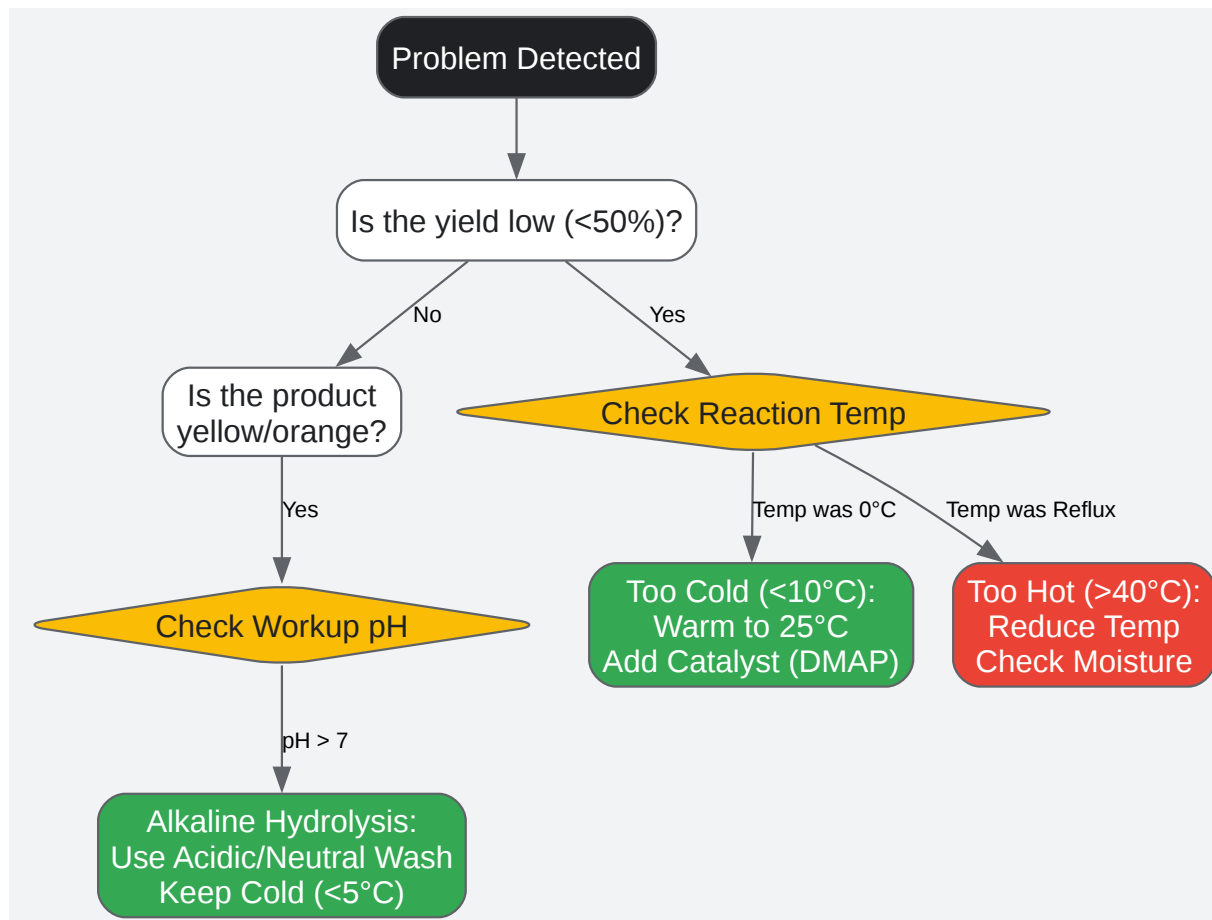 Problem Detected
Is the yield low (<50%)?
No
Yes
Is the product
yellow/orange?
Check Reaction Temp
Yes
Temp was 0°C
Temp was Reflux
Check Workup pH
Too Cold (<10°C):
Warm to 25°C
Add Catalyst (DMAP)
Too Hot (>40°C):
Reduce Temp
Check Moisture
pH > 7
Alkaline Hydrolysis:
Use Acidic/Neutral Wash
Keep Cold (<5°C)